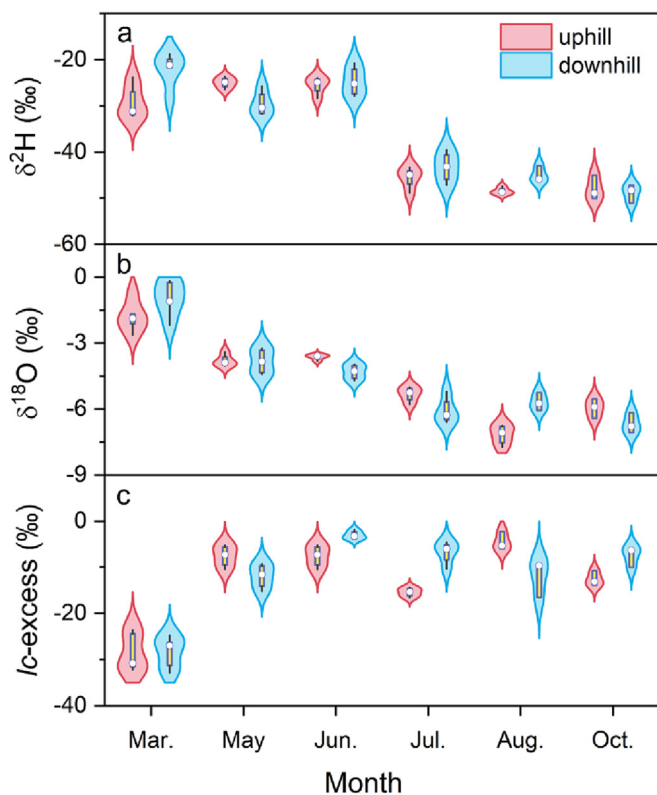 a
uphill
downhill
δ²H (‰)
-20
-40
-60
b
δ¹⁸O (‰)
0
-3
-6
-9
c
lc-excess (‰)
0
-20
-40
Mar. May Jun. Jul. Aug. Oct.
Month